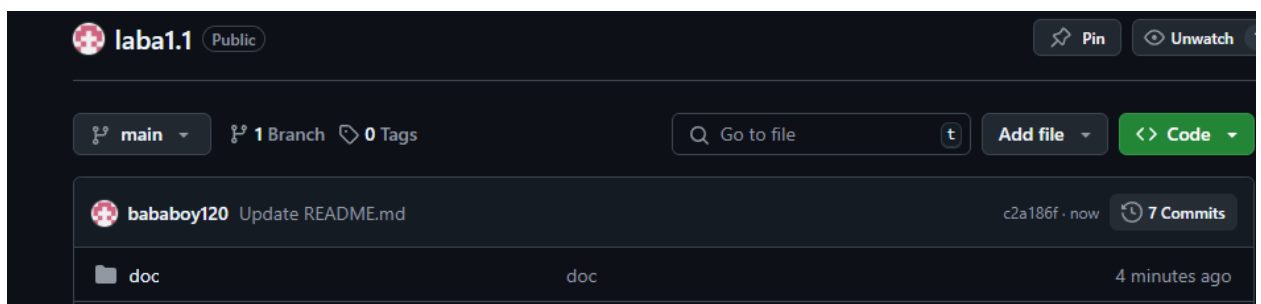 laba1.1 Public Pin Unwatch
main 1 Branch 0 Tags Go to file t Add file <> Code
bababoy120 Update README.md c2a186f · now 7 Commits
doc doc 4 minutes ago